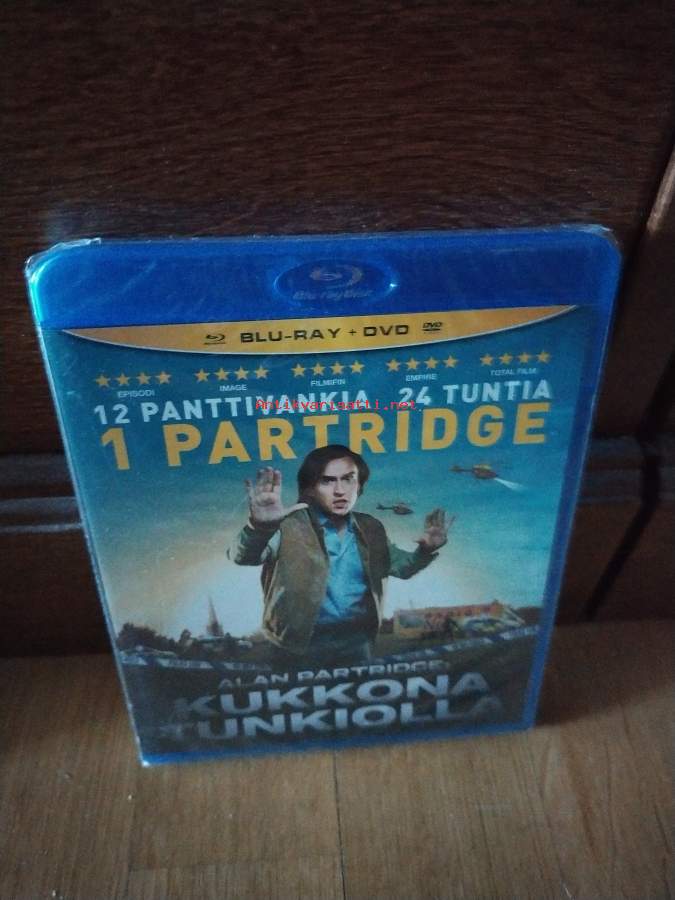 Blu-ray Disc
BLU-RAY + DVD DVD
EPISODI IMAGE FILMIFIN EMPIRE TOTAL FILM
12 PANTTIVANKIA 24 TUNTIA
Antikvariaatti.net
1 PARTRIDGE
ALAN PARTRIDGE:
KUKKONA
TUNKIOLLA